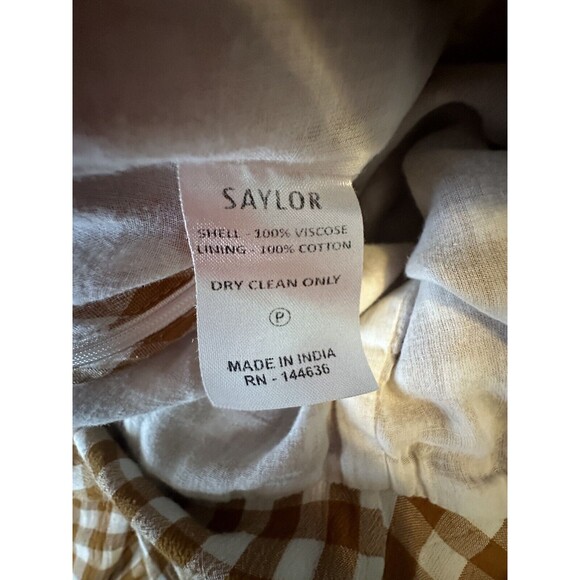 SAYLOR
SHELL - 100% VISCOSE
LINING - 100% COTTON
DRY CLEAN ONLY
P
MADE IN INDIA
RN - 144636